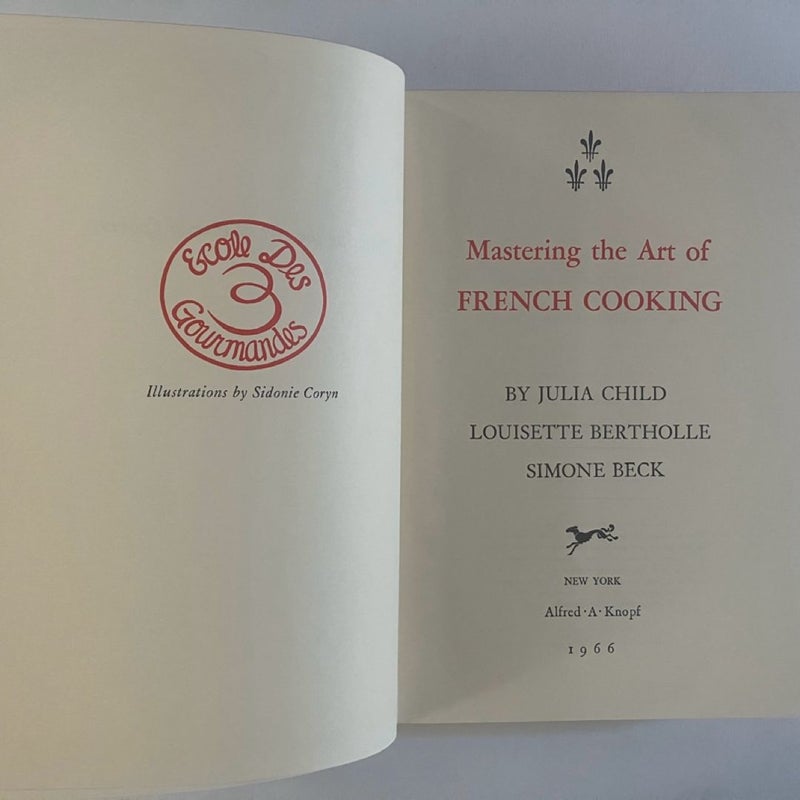 Ecole Des
3
Gourmandes
Illustrations by Sidonie Coryn
Mastering the Art of
FRENCH COOKING
BY JULIA CHILD
LOUISETTE BERTHOLLE
SIMONE BECK
NEW YORK
Alfred·A·Knopf
1966